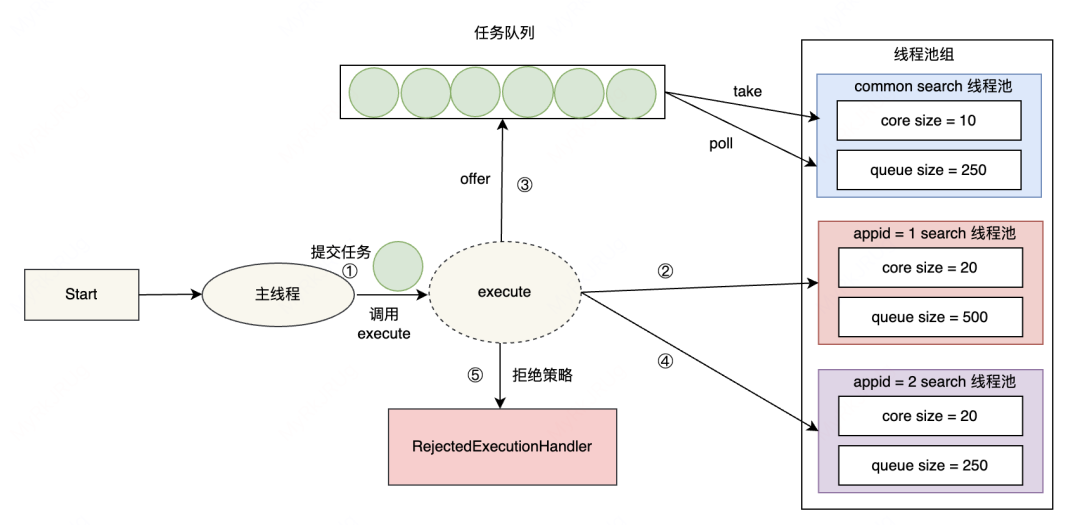 任务队列
线程池组
common search 线程池
core size = 10
queue size = 250
take
poll
offer
③
appid = 1 search 线程池
core size = 20
queue size = 500
提交任务
①
Start
主线程
调用
execute
execute
②
④
⑤
拒绝策略
RejectedExecutionHandler
appid = 2 search 线程池
core size = 20
queue size = 250